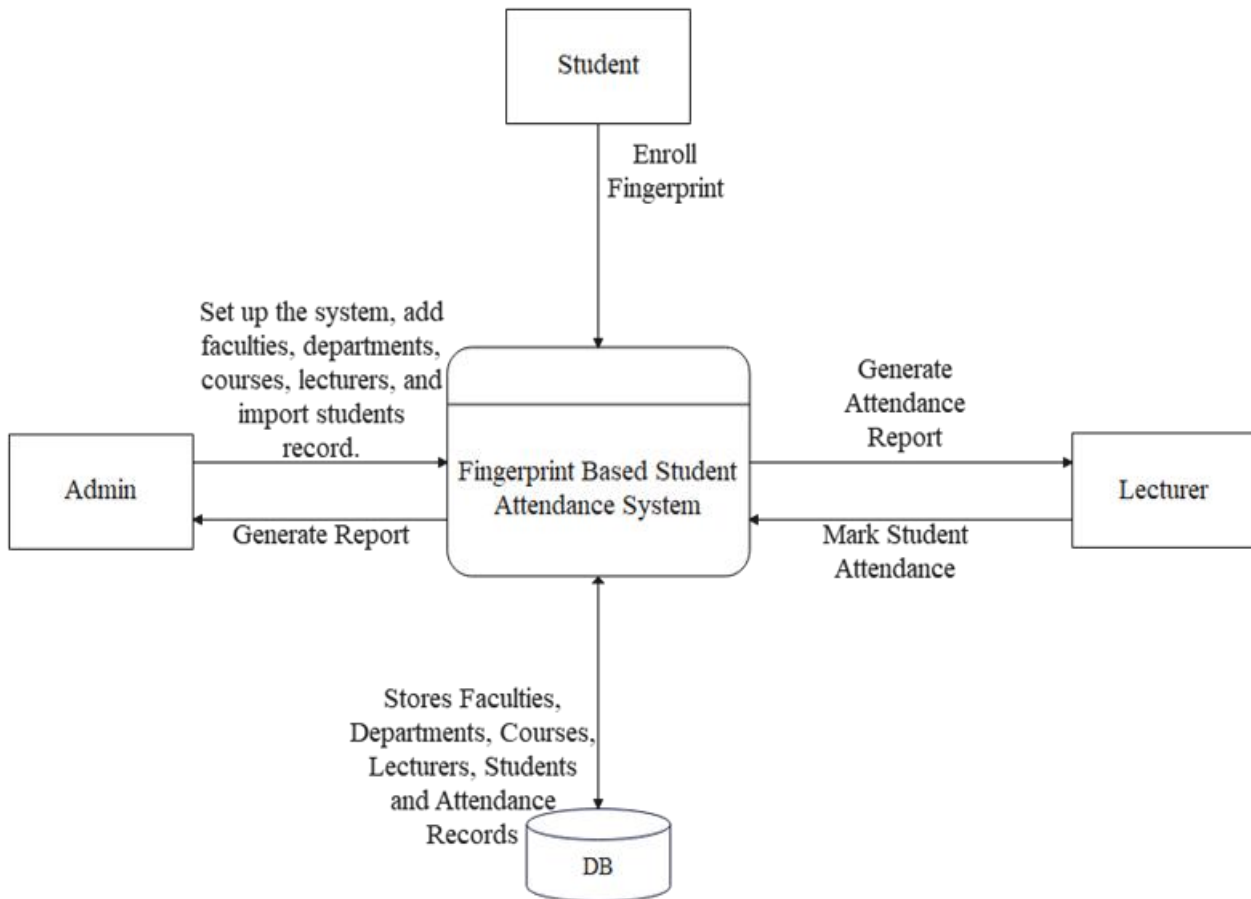 Student
Enroll
Fingerprint
Set up the system, add
faculties, departments,
courses, lecturers, and
import students
record.
Admin
Generate Report
Fingerprint Based Student
Attendance System
Generate
Attendance
Report
Lecturer
Mark Student
Attendance
Stores Faculties,
Departments, Courses,
Lecturers, Students
and Attendance
Records
DB